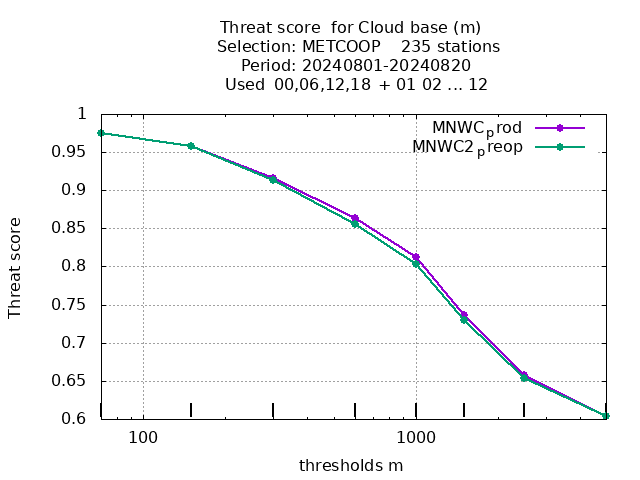 Threat score  for Cloud base (m)
Selection: METCOOP    235 stations
Period: 20240801-20240820
Used  00,06,12,18 + 01 02 ... 12
MNWCprod
MNWC2preop
1
0.95
0.9
0.85
0.8
0.75
0.7
0.65
0.6
Threat score
100
1000
thresholds m